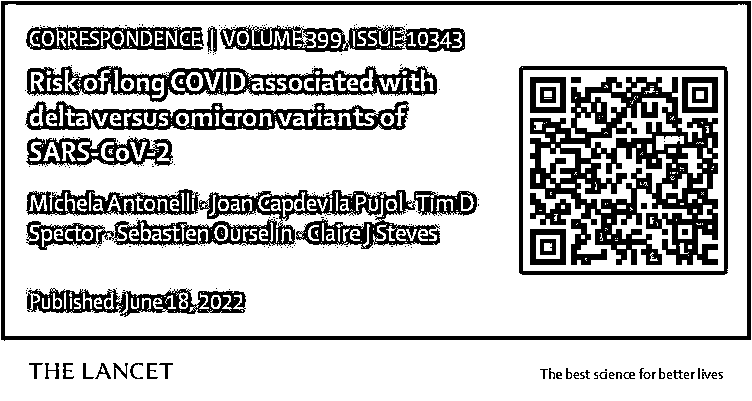 CORRESPONDENCE | VOLUME 399, ISSUE 10343
Risk of long COVID associated with
delta versus omicron variants of
SARS-CoV-2
Michela Antonelli · Joan Capdevila Pujol · Tim D
Spector · Sebastien Ourselin · Claire J Steves
Published: June 18, 2022
THE LANCET
The best science for better lives